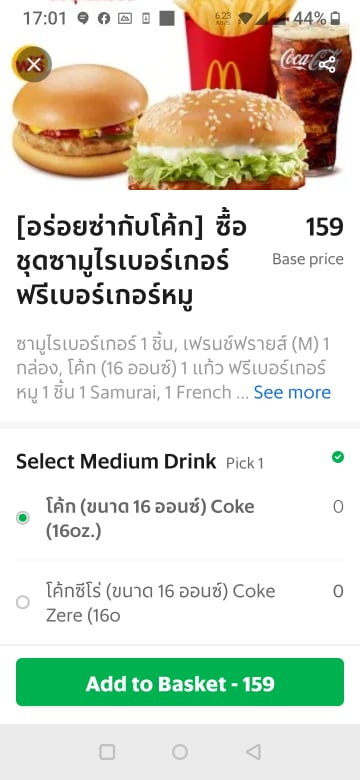 17:01
6.23
KB/S
44%
Coca-Cola
[อร่อยซ่ากับโค้ก] ซื้อ
ชุดซามูไรเบอร์เกอร์
ฟรีเบอร์เกอร์หมู
159
Base price
ซามูไรเบอร์เกอร์ 1 ชิ้น, เฟรนช์ฟรายส์ (M) 1
กล่อง, โค้ก (16 ออนซ์) 1 แก้ว ฟรีเบอร์เกอร์
หมู 1 ชิ้น 1 Samurai, 1 French ... See more
Select Medium Drink Pick 1
โค้ก (ขนาด 16 ออนซ์) Coke 0
(16oz.)
โค้กซีโร่ (ขนาด 16 ออนซ์) Coke 0
Zere (16o
Add to Basket - 159